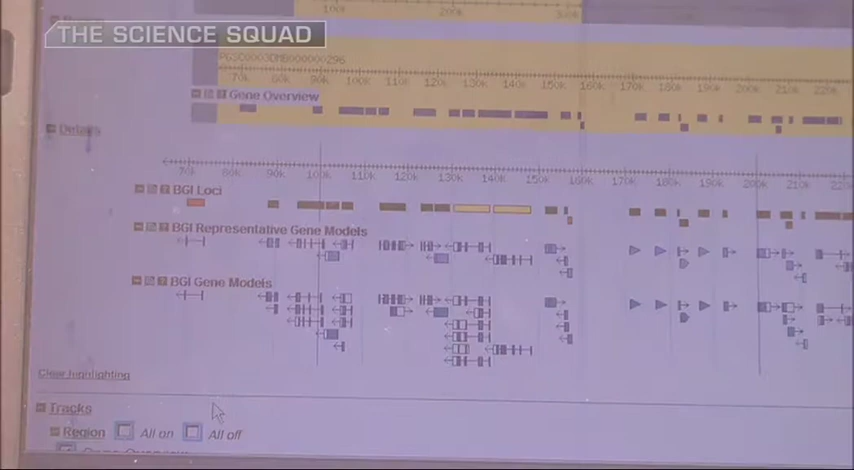 THE SCIENCE SQUAD
100k 200k 300k
70k 80k 90k 100k 110k 120k 130k 140k 150k 160k 170k 180k 190k 200k 210k 220k
Gene Overview
Details
70k 80k 90k 100k 110k 120k 130k 140k 150k 160k 170k 180k 190k 200k 210k
BGI Loci
BGI Representative Gene Models
BGI Gene Models
Clear highlighting
Tracks
Region All on All off